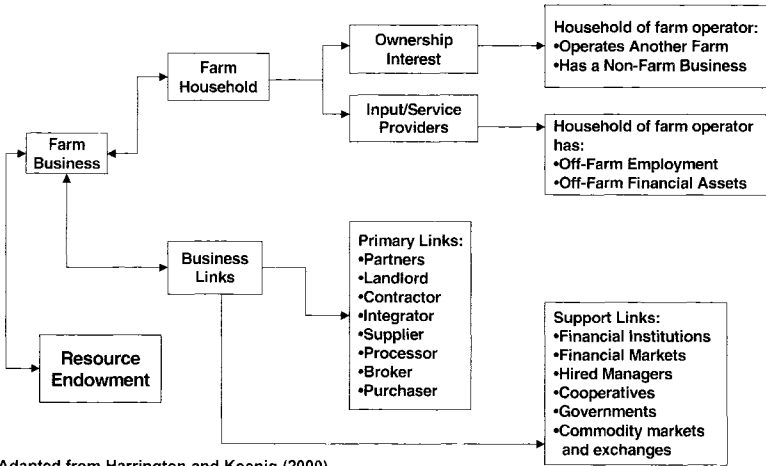 Farm
Business
Farm
Household
Ownership
Interest
Input/Service
Providers
Household of farm operator:
•Operates Another Farm
•Has a Non-Farm Business
Household of farm operator
has:
•Off-Farm Employment
•Off-Farm Financial Assets
Business
Links
Primary Links:
•Partners
•Landlord
•Contractor
•Integrator
•Supplier
•Processor
•Broker
•Purchaser
Support Links:
•Financial Institutions
•Financial Markets
•Hired Managers
•Cooperatives
•Governments
•Commodity markets
and exchanges
Resource
Endowment
Adapted from Harrington and Koenig (2000)